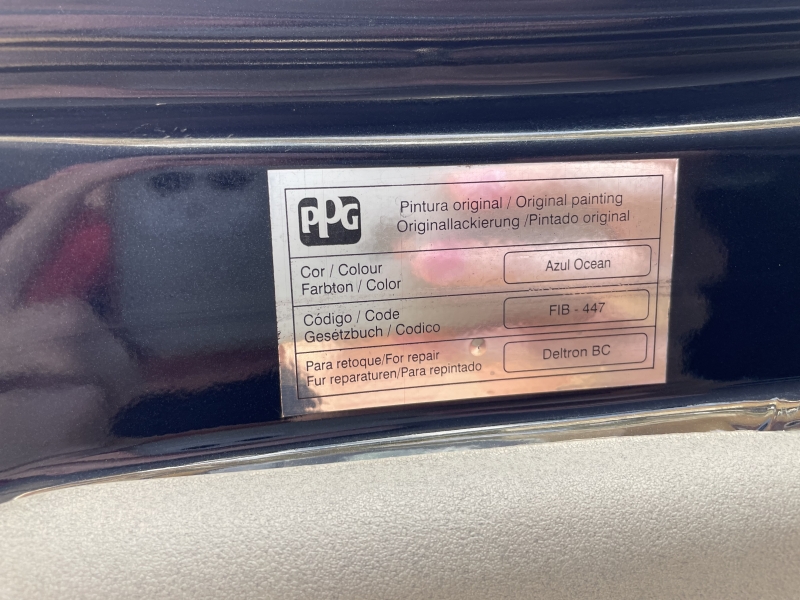 PPG
Pintura original / Original painting
Originallackierung /Pintado original
Cor / Colour
Farbton / Color
Azul Ocean
Código / Code
Gesetzbuch / Codico
FIB - 447
Para retoque/For repair
Fur reparaturen/Para repintado
Deltron BC